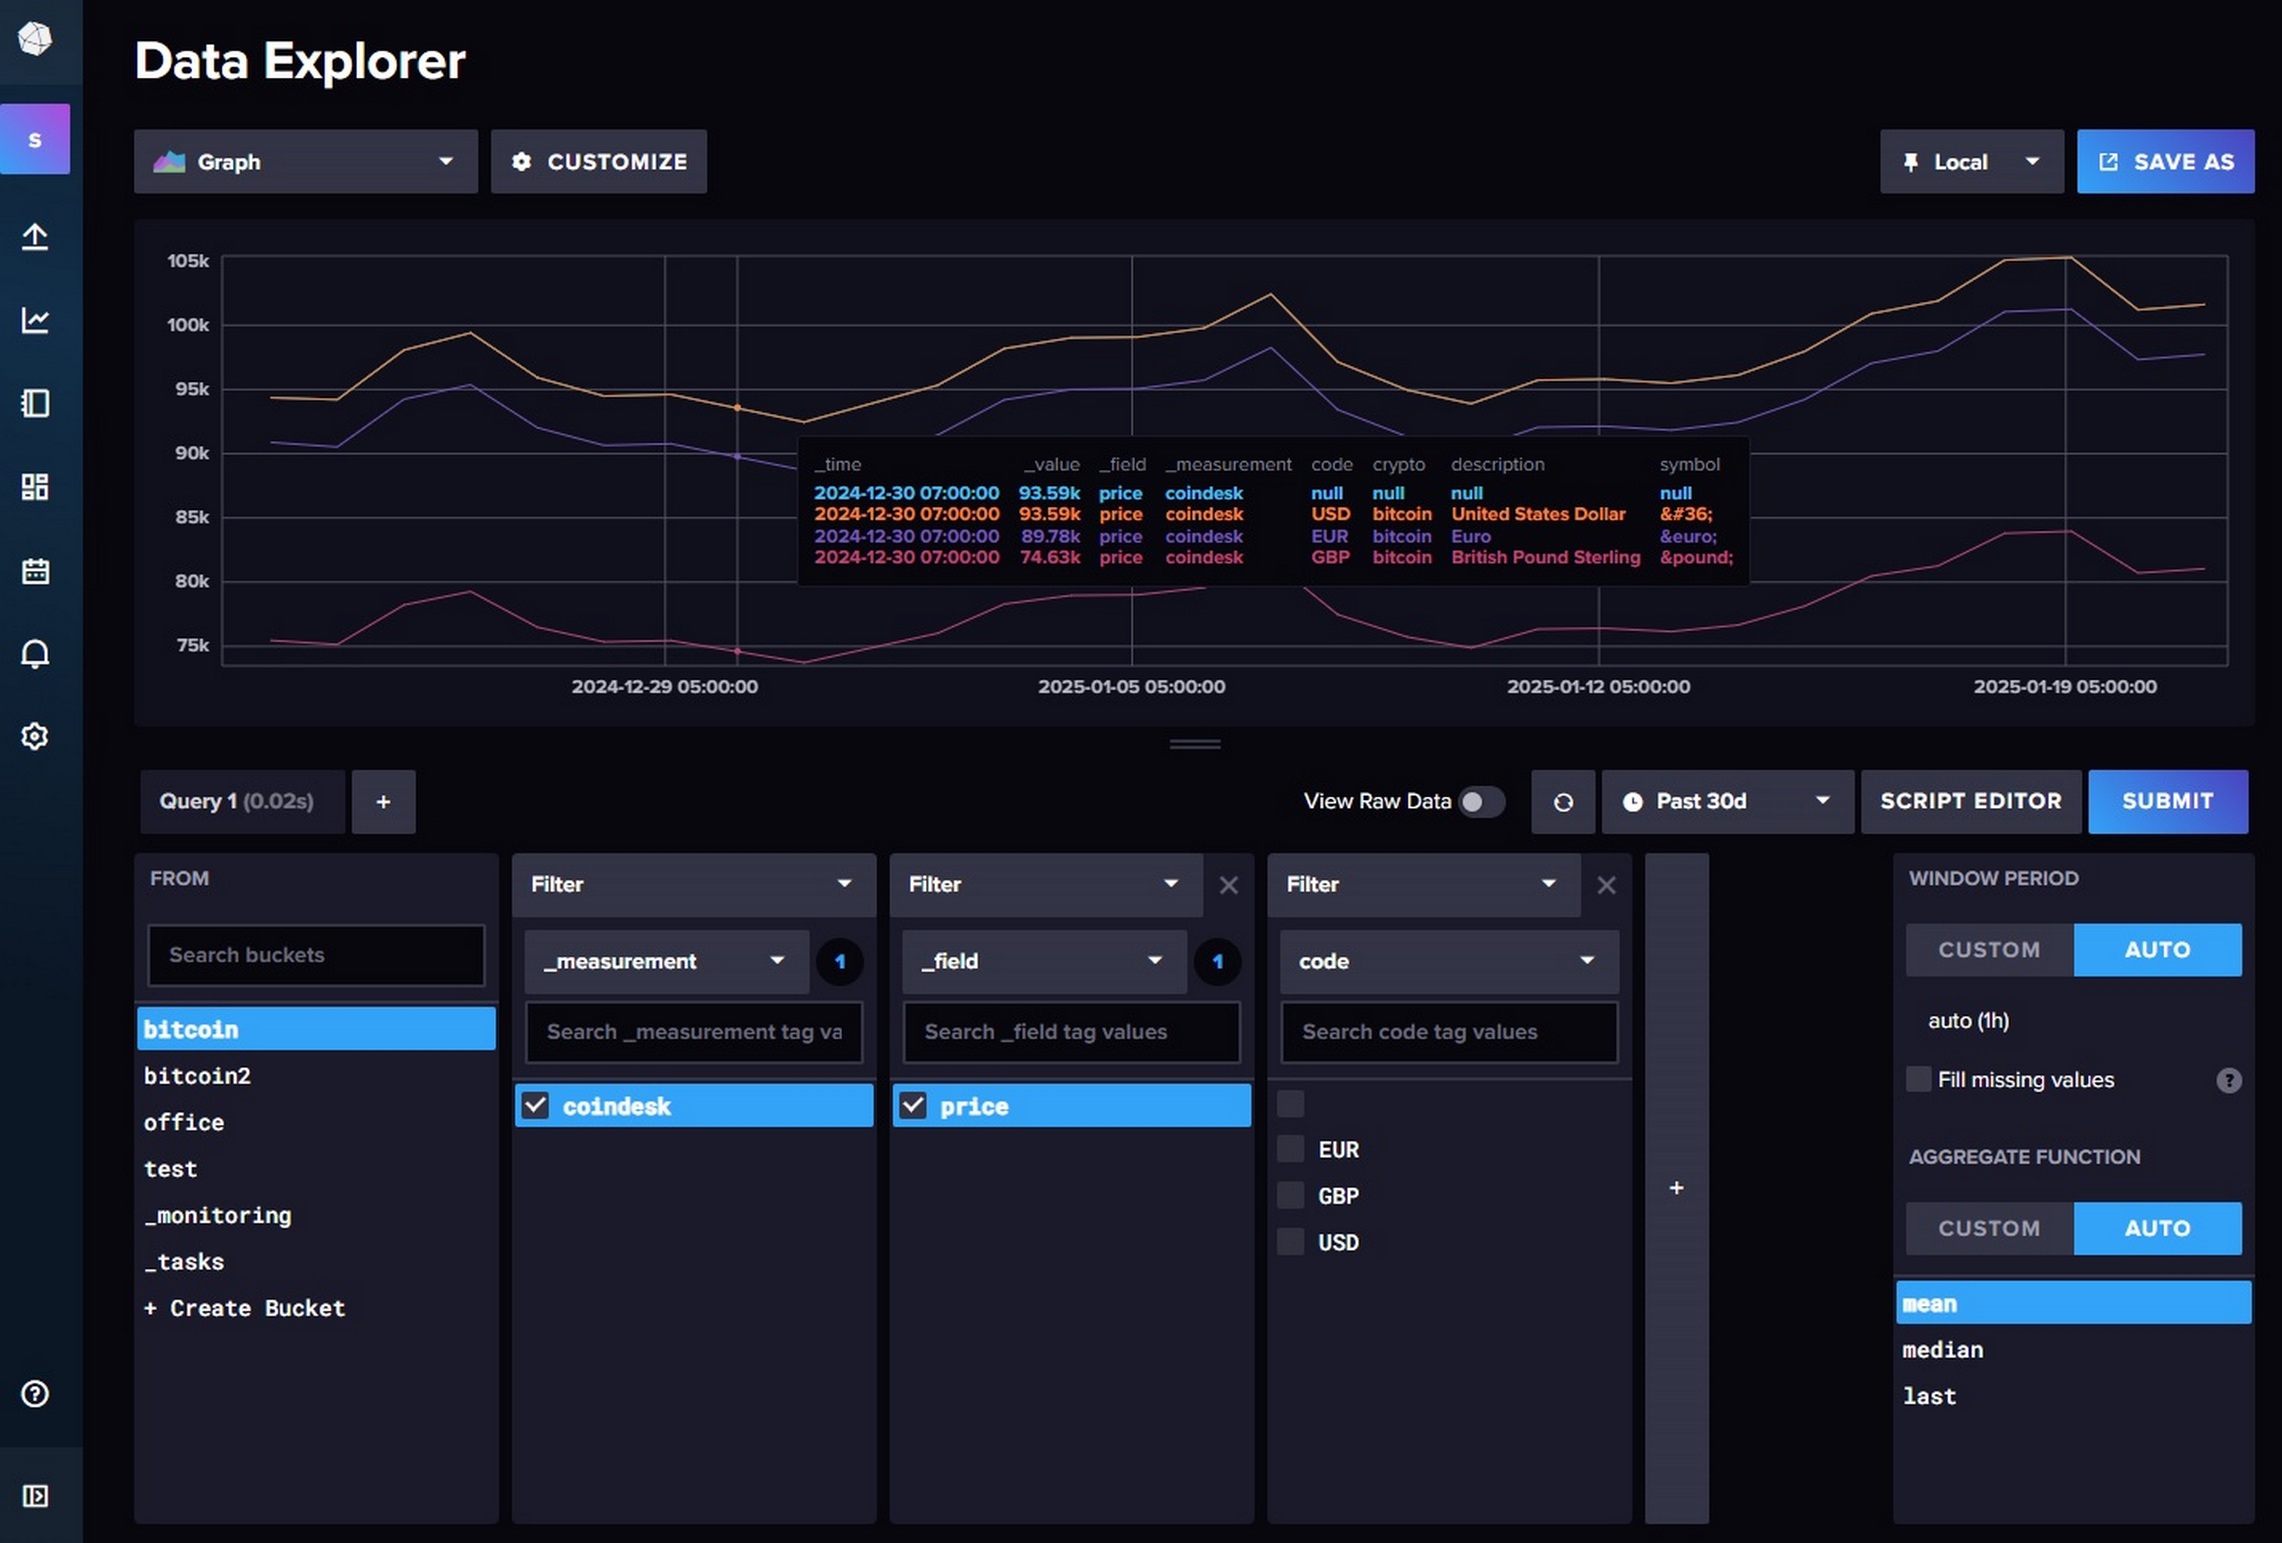 Data Explorer
S
Graph
CUSTOMIZE
Local
SAVE AS
105k
100k
95k
90k
85k
80k
75k
_time _value _field _measurement code crypto description symbol
2024-12-30 07:00:00 93.59k price coindesk null null null null
2024-12-30 07:00:00 93.59k price coindesk USD bitcoin United States Dollar &#36;
2024-12-30 07:00:00 89.78k price coindesk EUR bitcoin Euro &euro;
2024-12-30 07:00:00 74.63k price coindesk GBP bitcoin British Pound Sterling &pound;
2024-12-29 05:00:00 2025-01-05 05:00:00 2025-01-12 05:00:00 2025-01-19 05:00:00
Query 1 (0.02s)
+
View Raw Data
Past 30d
SCRIPT EDITOR
SUBMIT
FROM
Search buckets
bitcoin
bitcoin2
office
test
_monitoring
_tasks
+ Create Bucket
Filter
_measurement
1
Search _measurement tag va
coindesk
Filter
_field
1
Search _field tag values
price
Filter
code
Search code tag values
EUR
GBP
USD
+
WINDOW PERIOD
CUSTOM
AUTO
auto (1h)
Fill missing values
?
AGGREGATE FUNCTION
CUSTOM
AUTO
mean
median
last